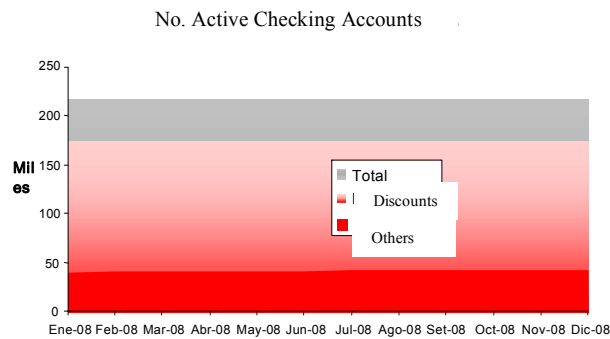 No. Active Checking Accounts
250
200
150
100
50
0
Mil
es
Total
Discounts
Others
Ene-08 Feb-08 Mar-08 Abr-08 May-08 Jun-08 Jul-08 Ago-08 Set-08 Oct-08 Nov-08 Dic-08